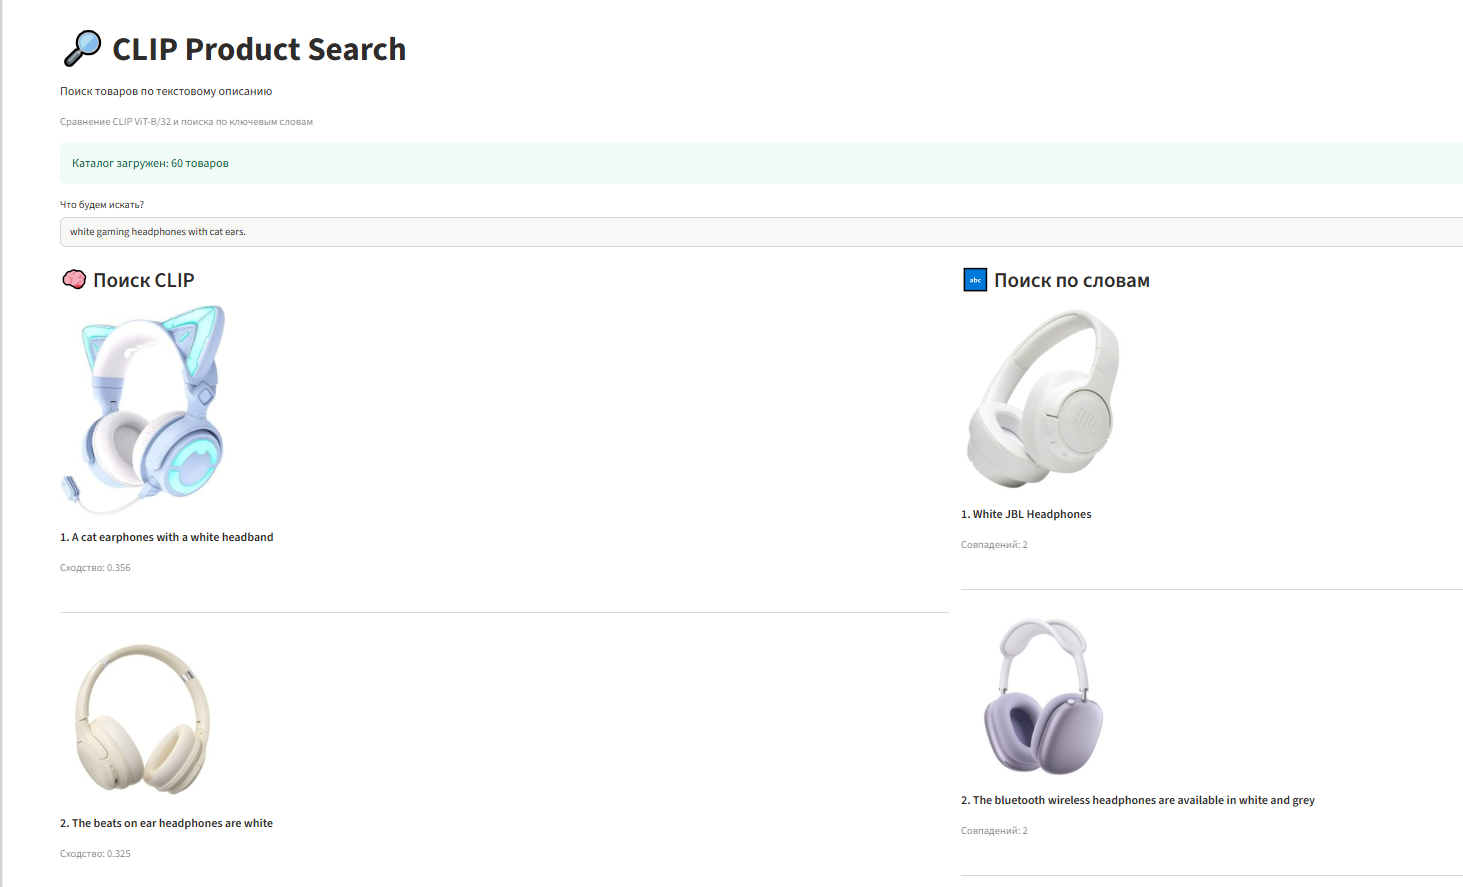 CLIP Product Search
Поиск товаров по текстовому описанию
Сравнение CLIP ViT-B/32 и поиска по ключевым словам
Каталог загружен: 60 товаров
Что будем искать?
white gaming headphones with cat ears.
Поиск CLIP
1. A cat earphones with a white headband
Сходство: 0.356
2. The beats on ear headphones are white
Сходство: 0.325
abc
Поиск по словам
JBL
1. White JBL Headphones
Совпадений: 2
2. The bluetooth wireless headphones are available in white and grey
Совпадений: 2